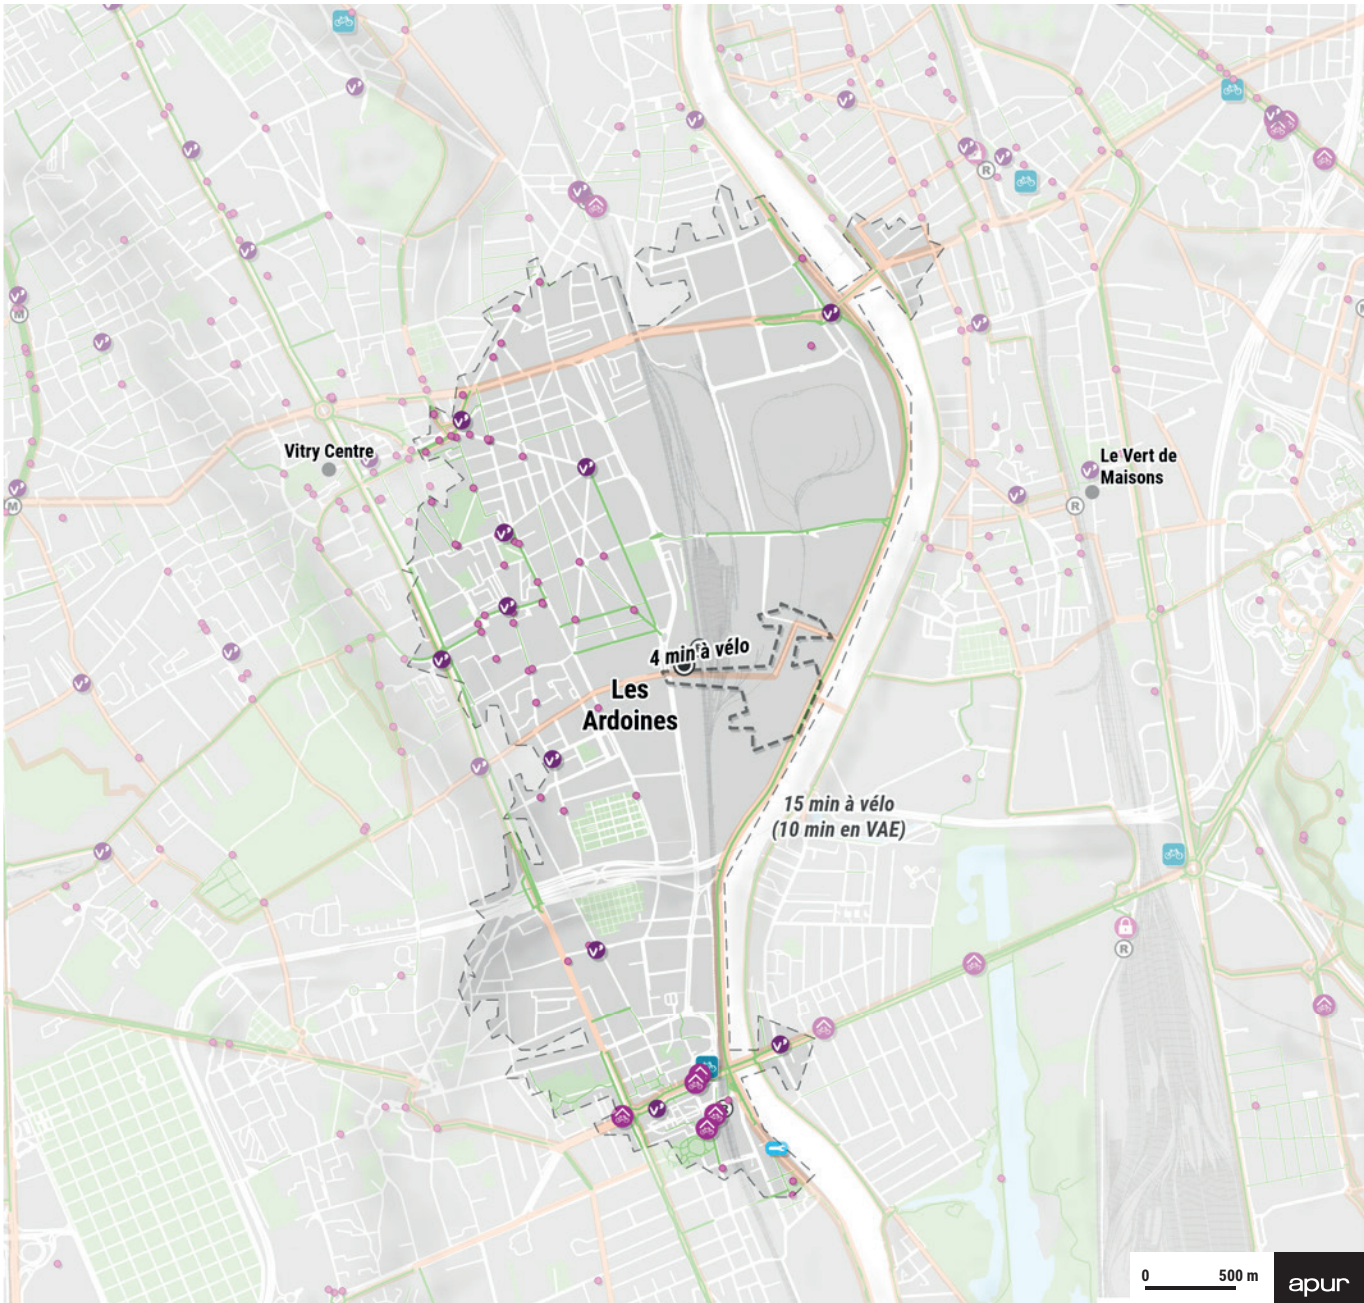 R
M
Vitry Centre
Le Vert de
Maisons
M
R
4 min à vélo
Les
Ardoines
15 min à vélo
(10 min en VAE)
R
0 500 m
apur